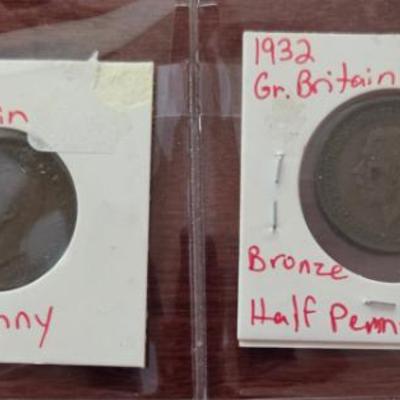 in
nny
1932
Gr. Britain
Bronze
Half Penn